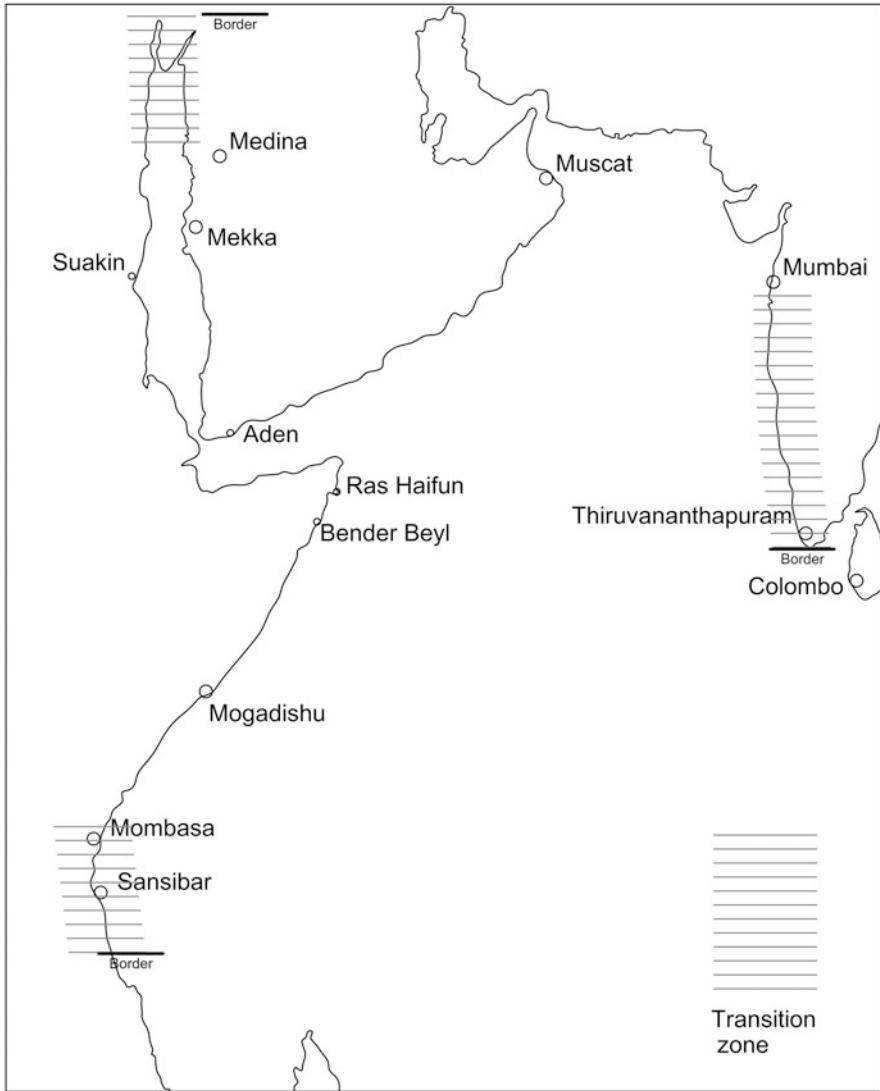 Border
Medina
Muscat
Mekka
Suakin
Mumbai
Aden
Ras Haifun
Thiruvananthapuram
Bender Beyl
Border
Colombo
Mogadishu
Mombasa
Sansibar
Border
Transition
zone